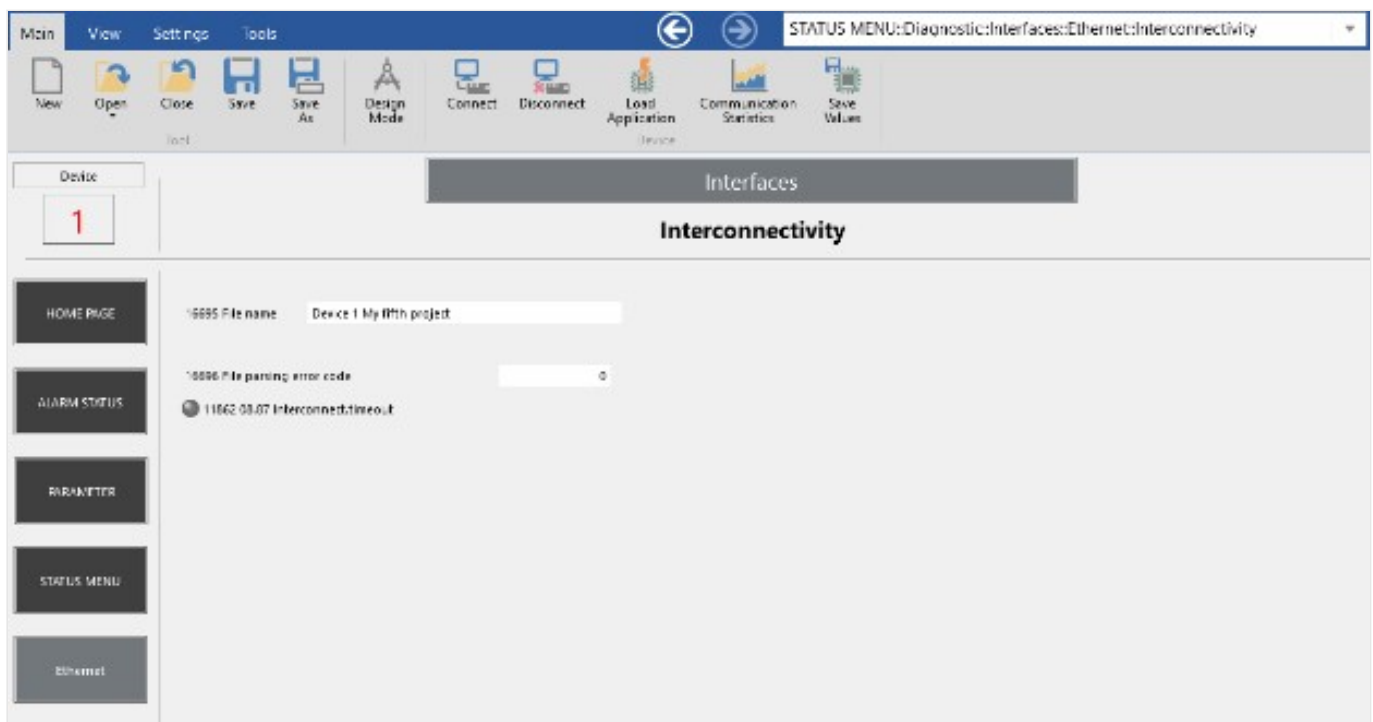 Main View Settings Tools
STATUS MENU::Diagnostic::Interfaces::Ethernet::Interconnectivity
New Open Close Save Save As Design Mode Connect Disconnect Load Application Communication Statistics Save Values
Tool Device
Device
1
Interfaces
Interconnectivity
HOME PAGE
16695 File name Device 1 My fifth project
16696 File parsing error code 0
ALARM STATUS
11862 08.07 Interconnect.timeout
PARAMETER
STATUS MENU
Ethernet